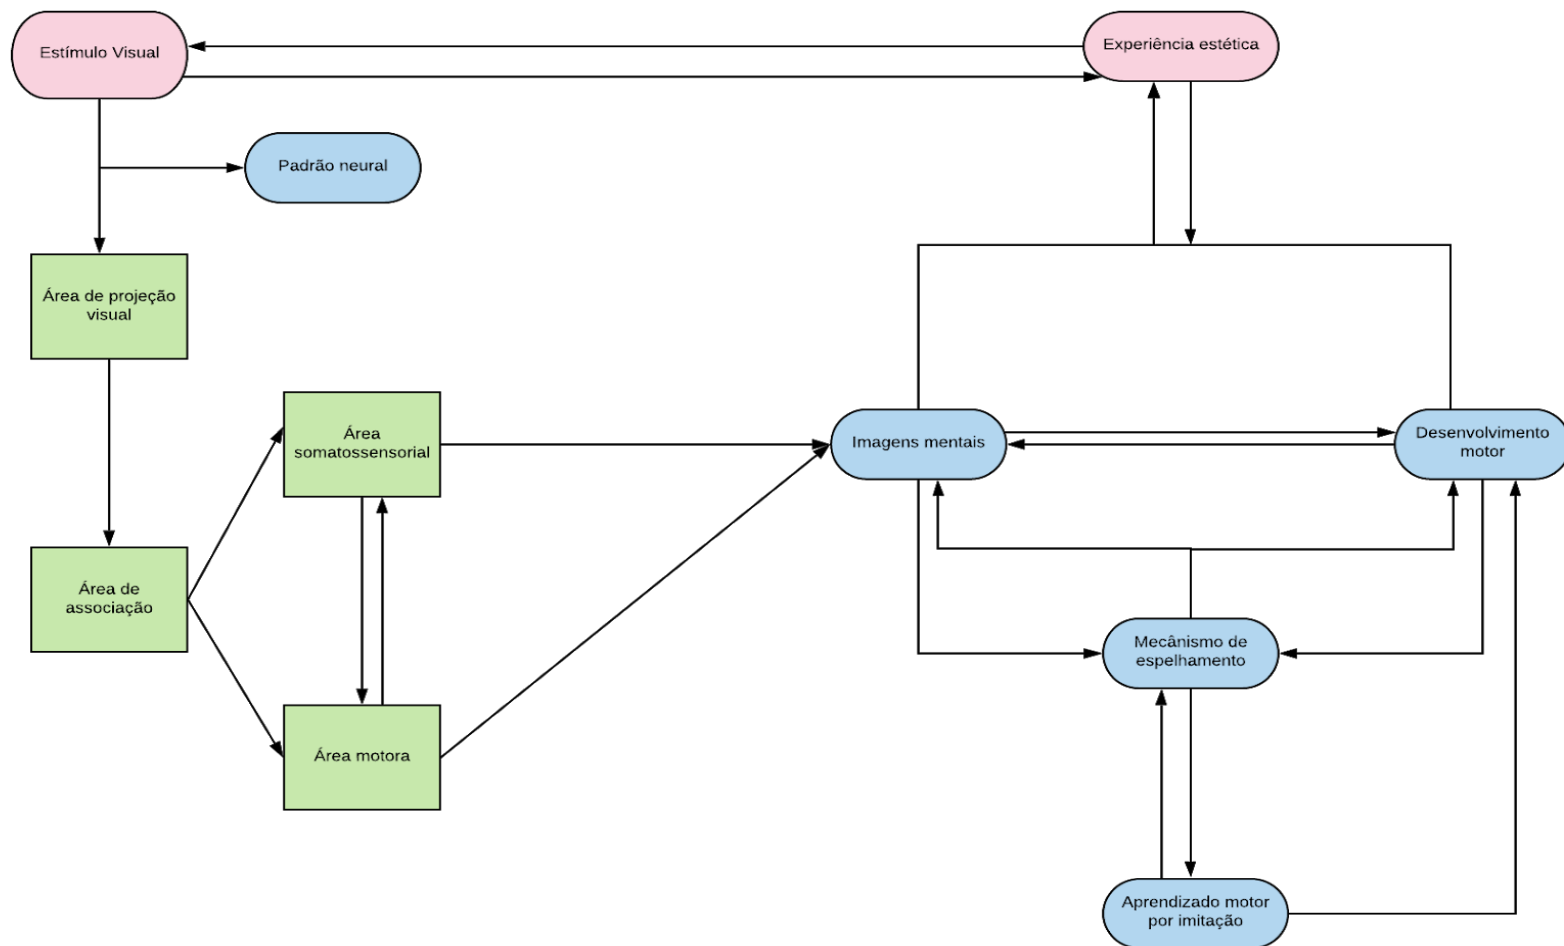 Estímulo Visual
Experiência estética
Padrão neural
Área de projeção
visual
Área
somatossensorial
Imagens mentais
Desenvolvimento
motor
Área de
associação
Mecânismo de
espelhamento
Área motora
Aprendizado motor
por imitação